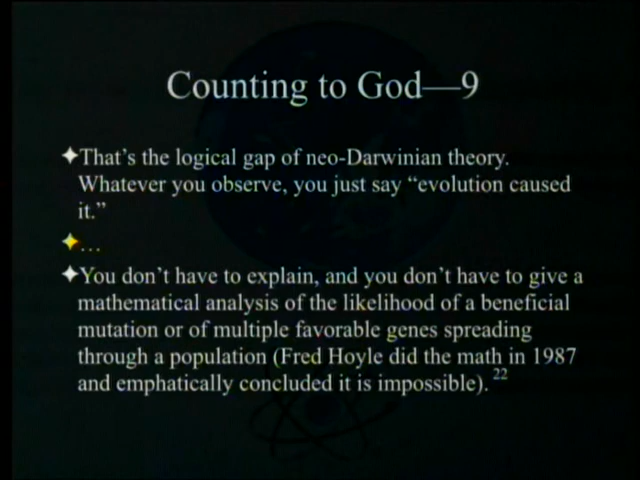 Counting to God—9
✦That's the logical gap of neo-Darwinian theory.
Whatever you observe, you just say “evolution caused
it.”
✦…
✦You don't have to explain, and you don't have to give a
mathematical analysis of the likelihood of a beneficial
mutation or of multiple favorable genes spreading
through a population (Fred Hoyle did the math in 1987
and emphatically concluded it is impossible). 22